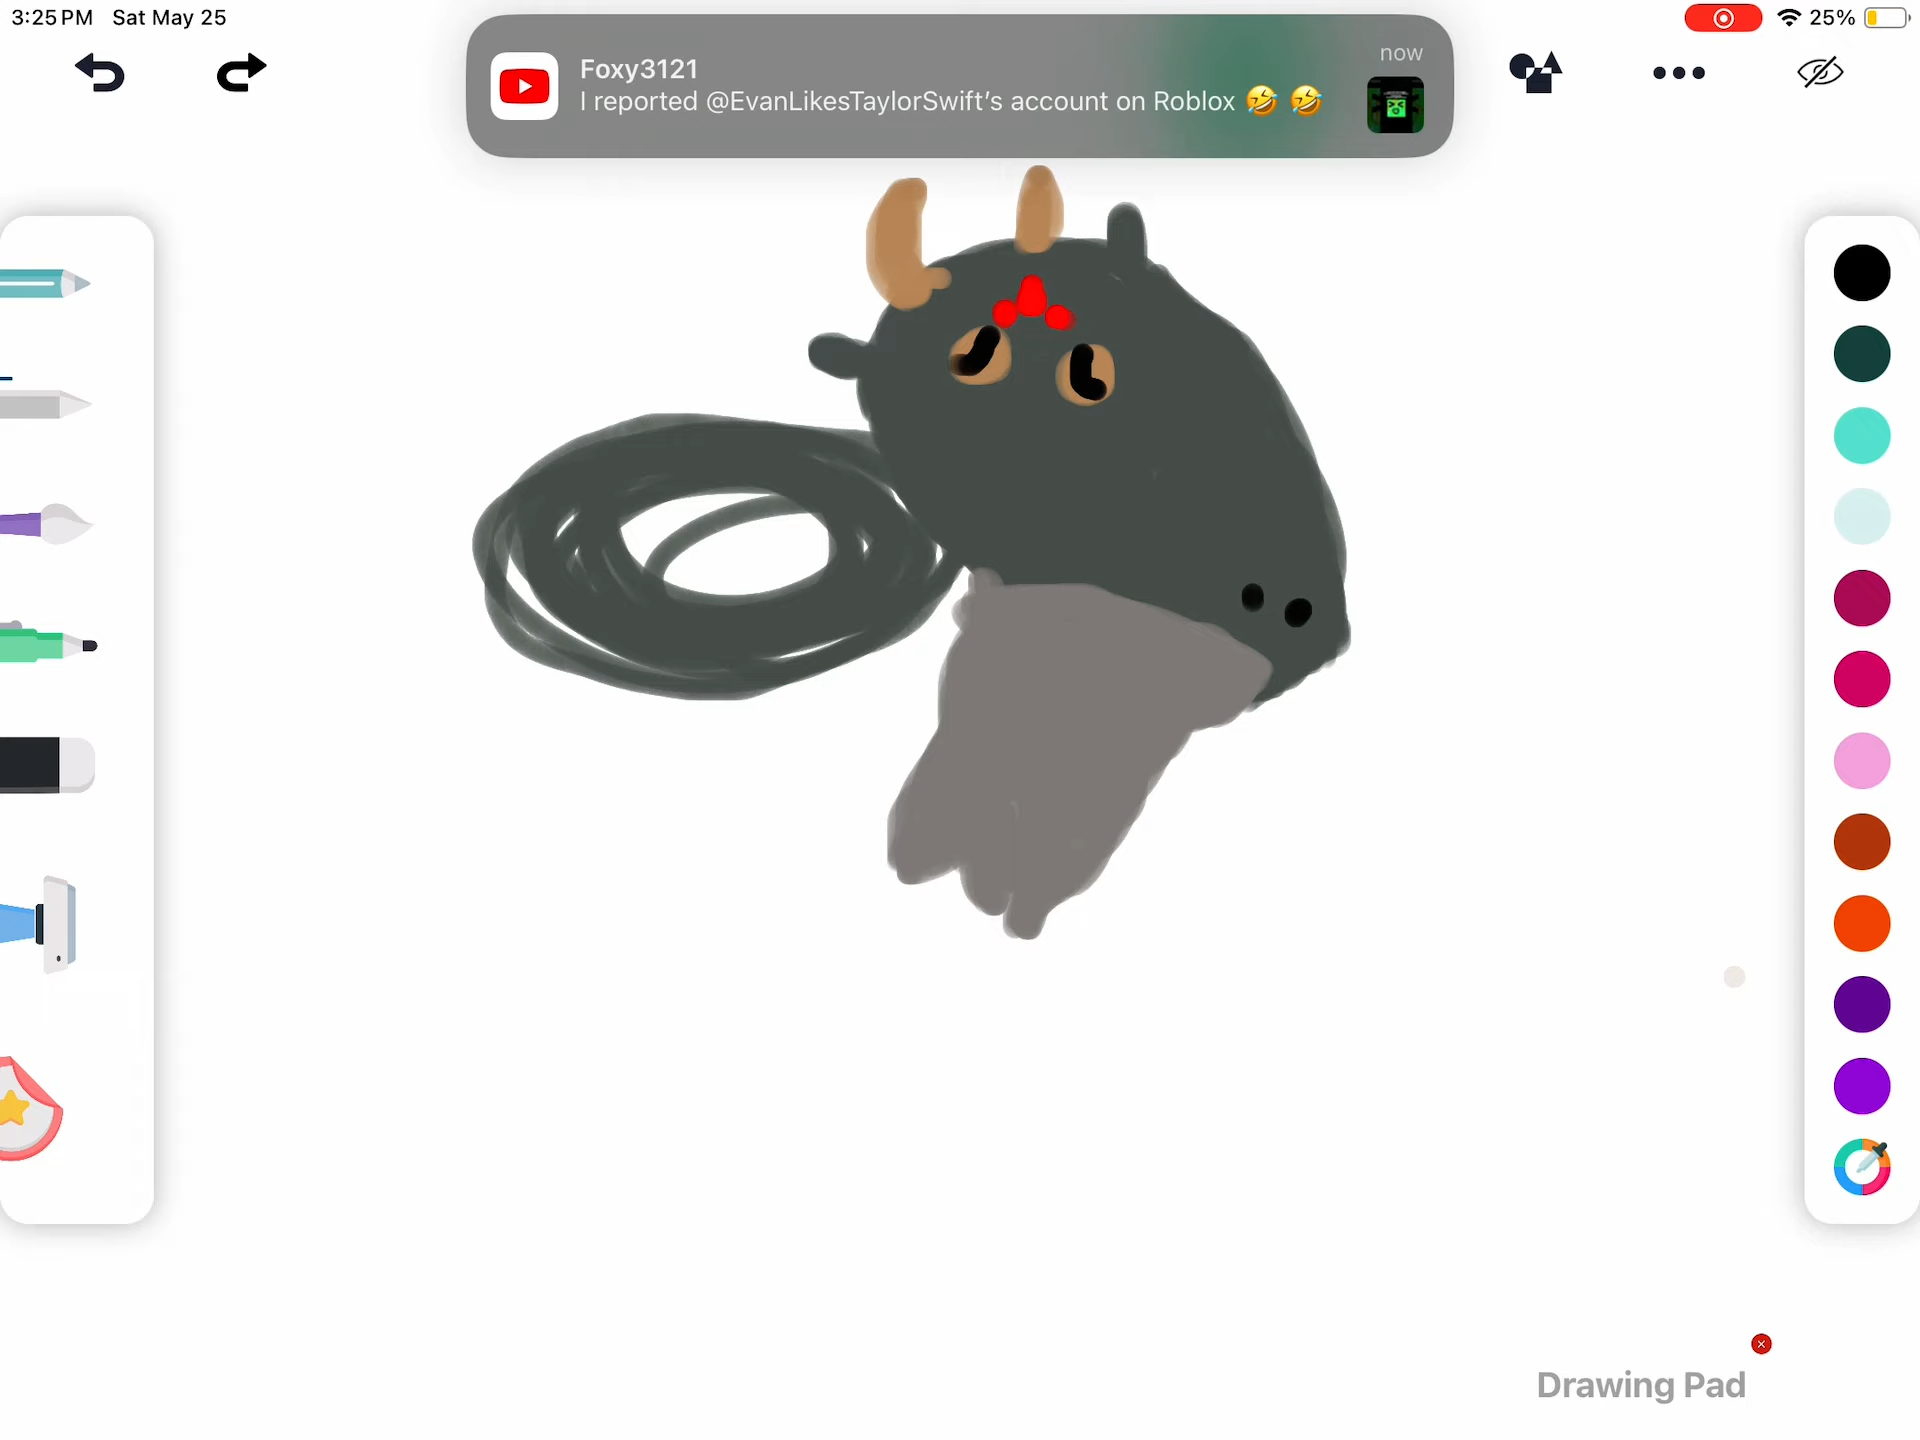 3:25 PM Sat May 25
25%
Foxy3121
now
I reported @EvanLikesTaylorSwift’s account on Roblox 🤣 🤣
Drawing Pad